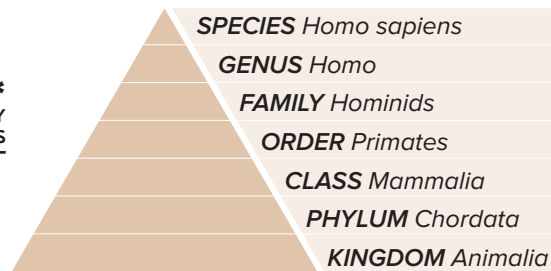 SPECIES Homo sapiens
GENUS Homo
FAMILY Hominids
ORDER Primates
CLASS Mammalia
PHYLUM Chordata
KINGDOM Animalia